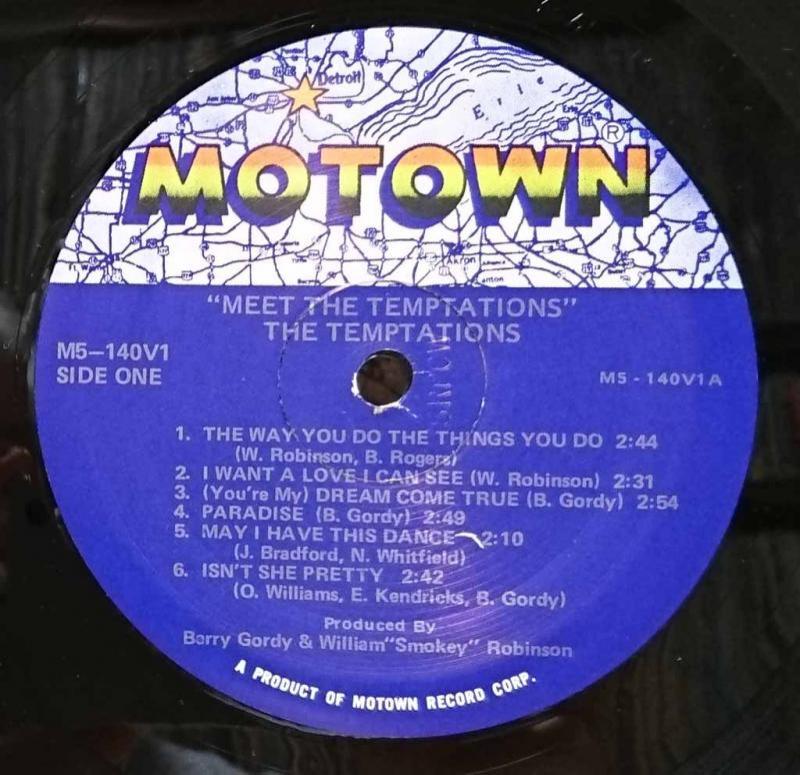 Detroit
Erie
MOTOWN®
Akron
Canton
"MEET THE TEMPTATIONS"
THE TEMPTATIONS
M5-140V1
SIDE ONE
M5 - 140V1A
1. THE WAY YOU DO THE THINGS YOU DO 2:44
(W. Robinson, B. Rogers)
2. I WANT A LOVE I CAN SEE (W. Robinson) 2:31
3. (You're My) DREAM COME TRUE (B. Gordy) 2:54
4. PARADISE (B. Gordy) 2:49
5. MAY I HAVE THIS DANCE 2:10
(J. Bradford, N. Whitfield)
6. ISN'T SHE PRETTY 2:42
(O. Williams, E. Kendricks, B. Gordy)
Produced By
Berry Gordy & William"Smokey" Robinson
A PRODUCT OF MOTOWN RECORD CORP.